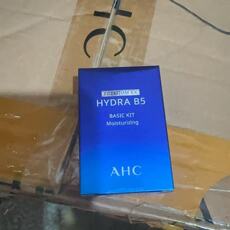 HYDRA B5
BASIC KIT
Moisturizing
AHC